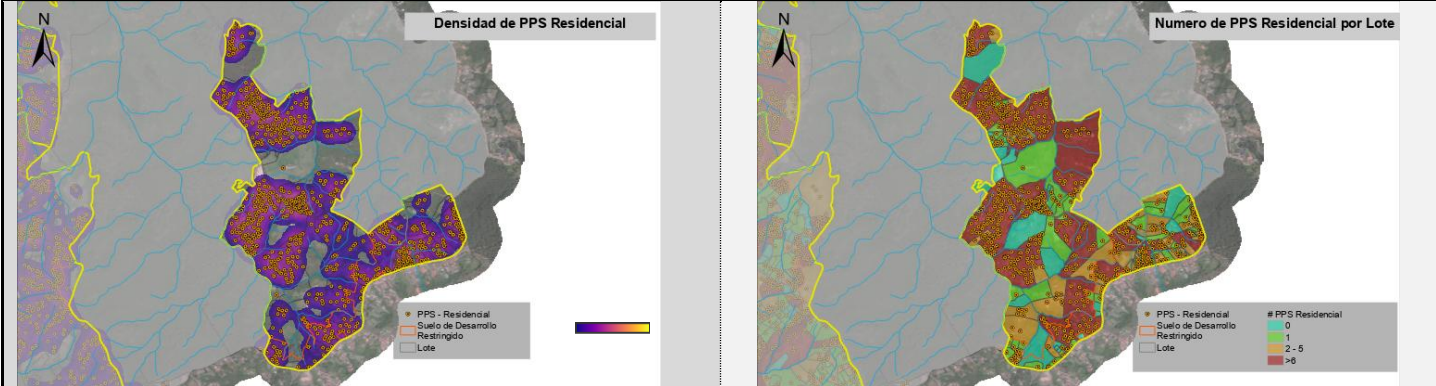 N
Densidad de PPS Residencial
PPS - Residencial
Suelo de Desarrollo
Restringido
Lote
N
Numero de PPS Residencial por Lote
PPS - Residencial
Suelo de Desarrollo
Restringido
Lote
# PPS Residencial
0
1
2 - 5
>6